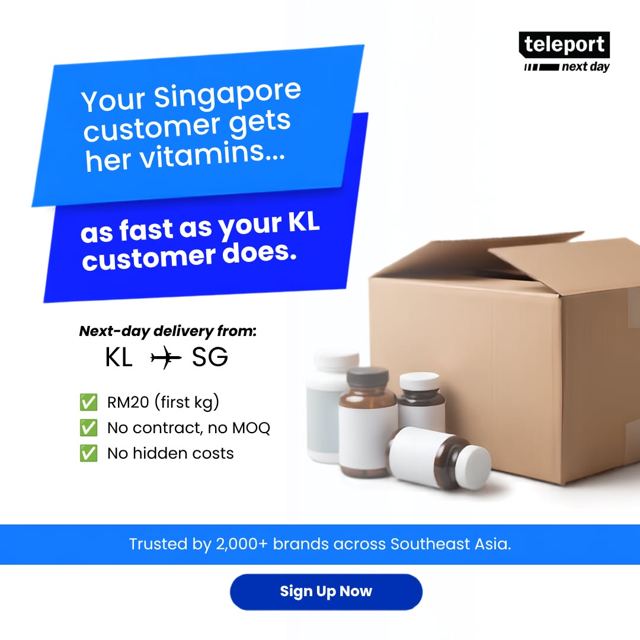 teleport
next day
Your Singapore
customer gets
her vitamins...
as fast as your KL
customer does.
Next-day delivery from:
KL ✈ SG
✅ RM20 (first kg)
✅ No contract, no MOQ
✅ No hidden costs
Trusted by 2,000+ brands across Southeast Asia.
Sign Up Now